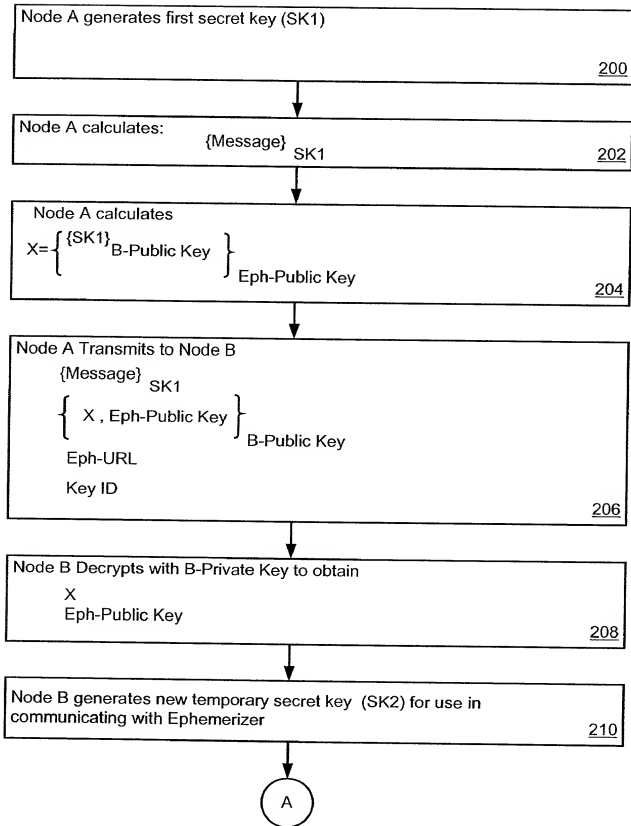 Node A generates first secret key (SK1)
200
Node A calculates:
{Message} SK1
202
Node A calculates
X= { {SK1} B-Public Key } Eph-Public Key
204
Node A Transmits to Node B
{Message} SK1
{ X , Eph-Public Key } B-Public Key
Eph-URL
Key ID
206
Node B Decrypts with B-Private Key to obtain
X
Eph-Public Key
208
Node B generates new temporary secret key (SK2) for use in
communicating with Ephemerizer
210
A